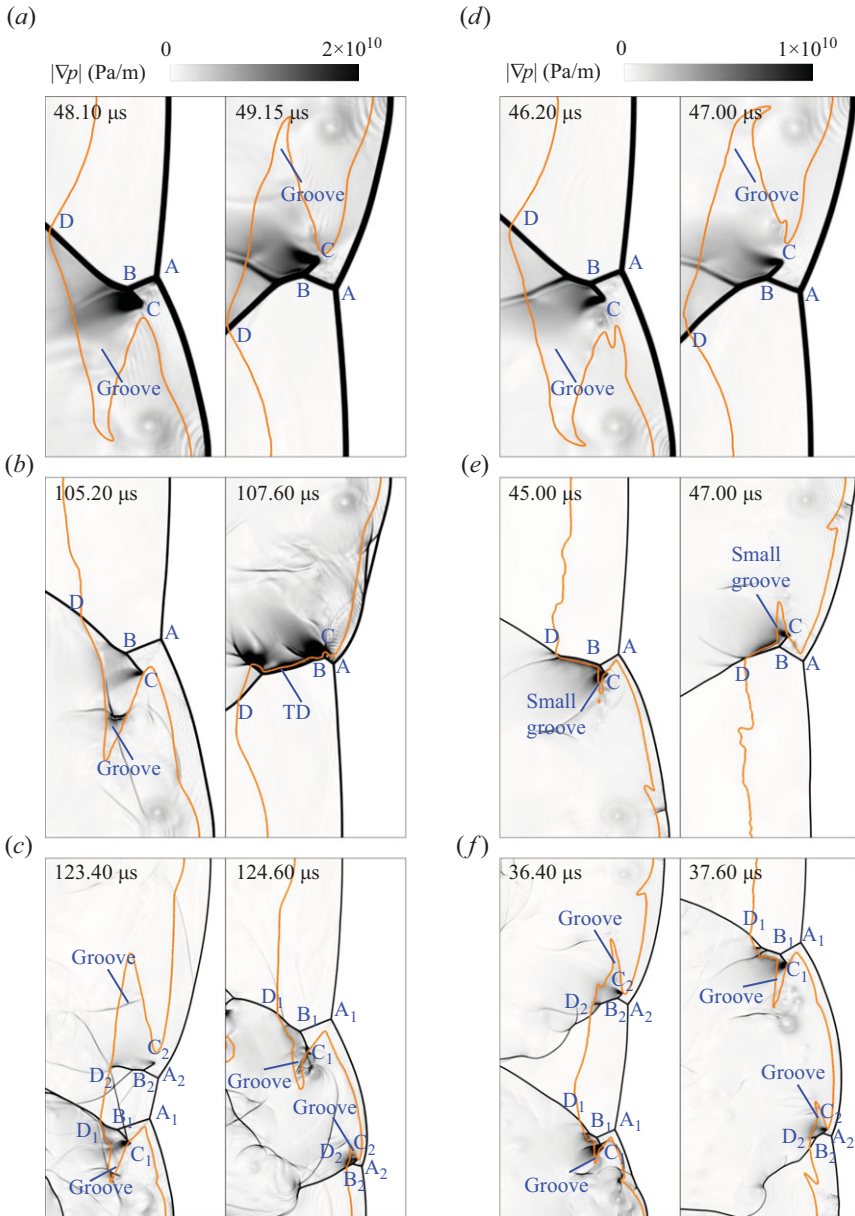 (a)
0
2×10¹⁰
|∇p| (Pa/m)
48.10 μs
49.15 μs
Groove
D
B
A
C
Groove
C
B
A
D
(d)
0
1×10¹⁰
|∇p| (Pa/m)
46.20 μs
47.00 μs
Groove
D
B
A
C
Groove
C
B
A
D
(b)
105.20 μs
107.60 μs
D
B
A
C
Groove
C
B
A
D
TD
(e)
45.00 μs
47.00 μs
Small
groove
D
B
A
C
Small
groove
C
B
A
D
(c)
123.40 μs
124.60 μs
Groove
C₂
D₂
B₂
A₂
D₁
B₁
A₁
C₁
Groove
D₁
B₁
A₁
C₁
Groove
Groove
C₂
D₂
A₂
B₂
(f)
36.40 μs
37.60 μs
Groove
C₂
D₂
B₂
A₂
D₁
B₁
A₁
C₁
Groove
D₁
B₁
A₁
C₁
Groove
Groove
C₂
D₂
A₂
B₂